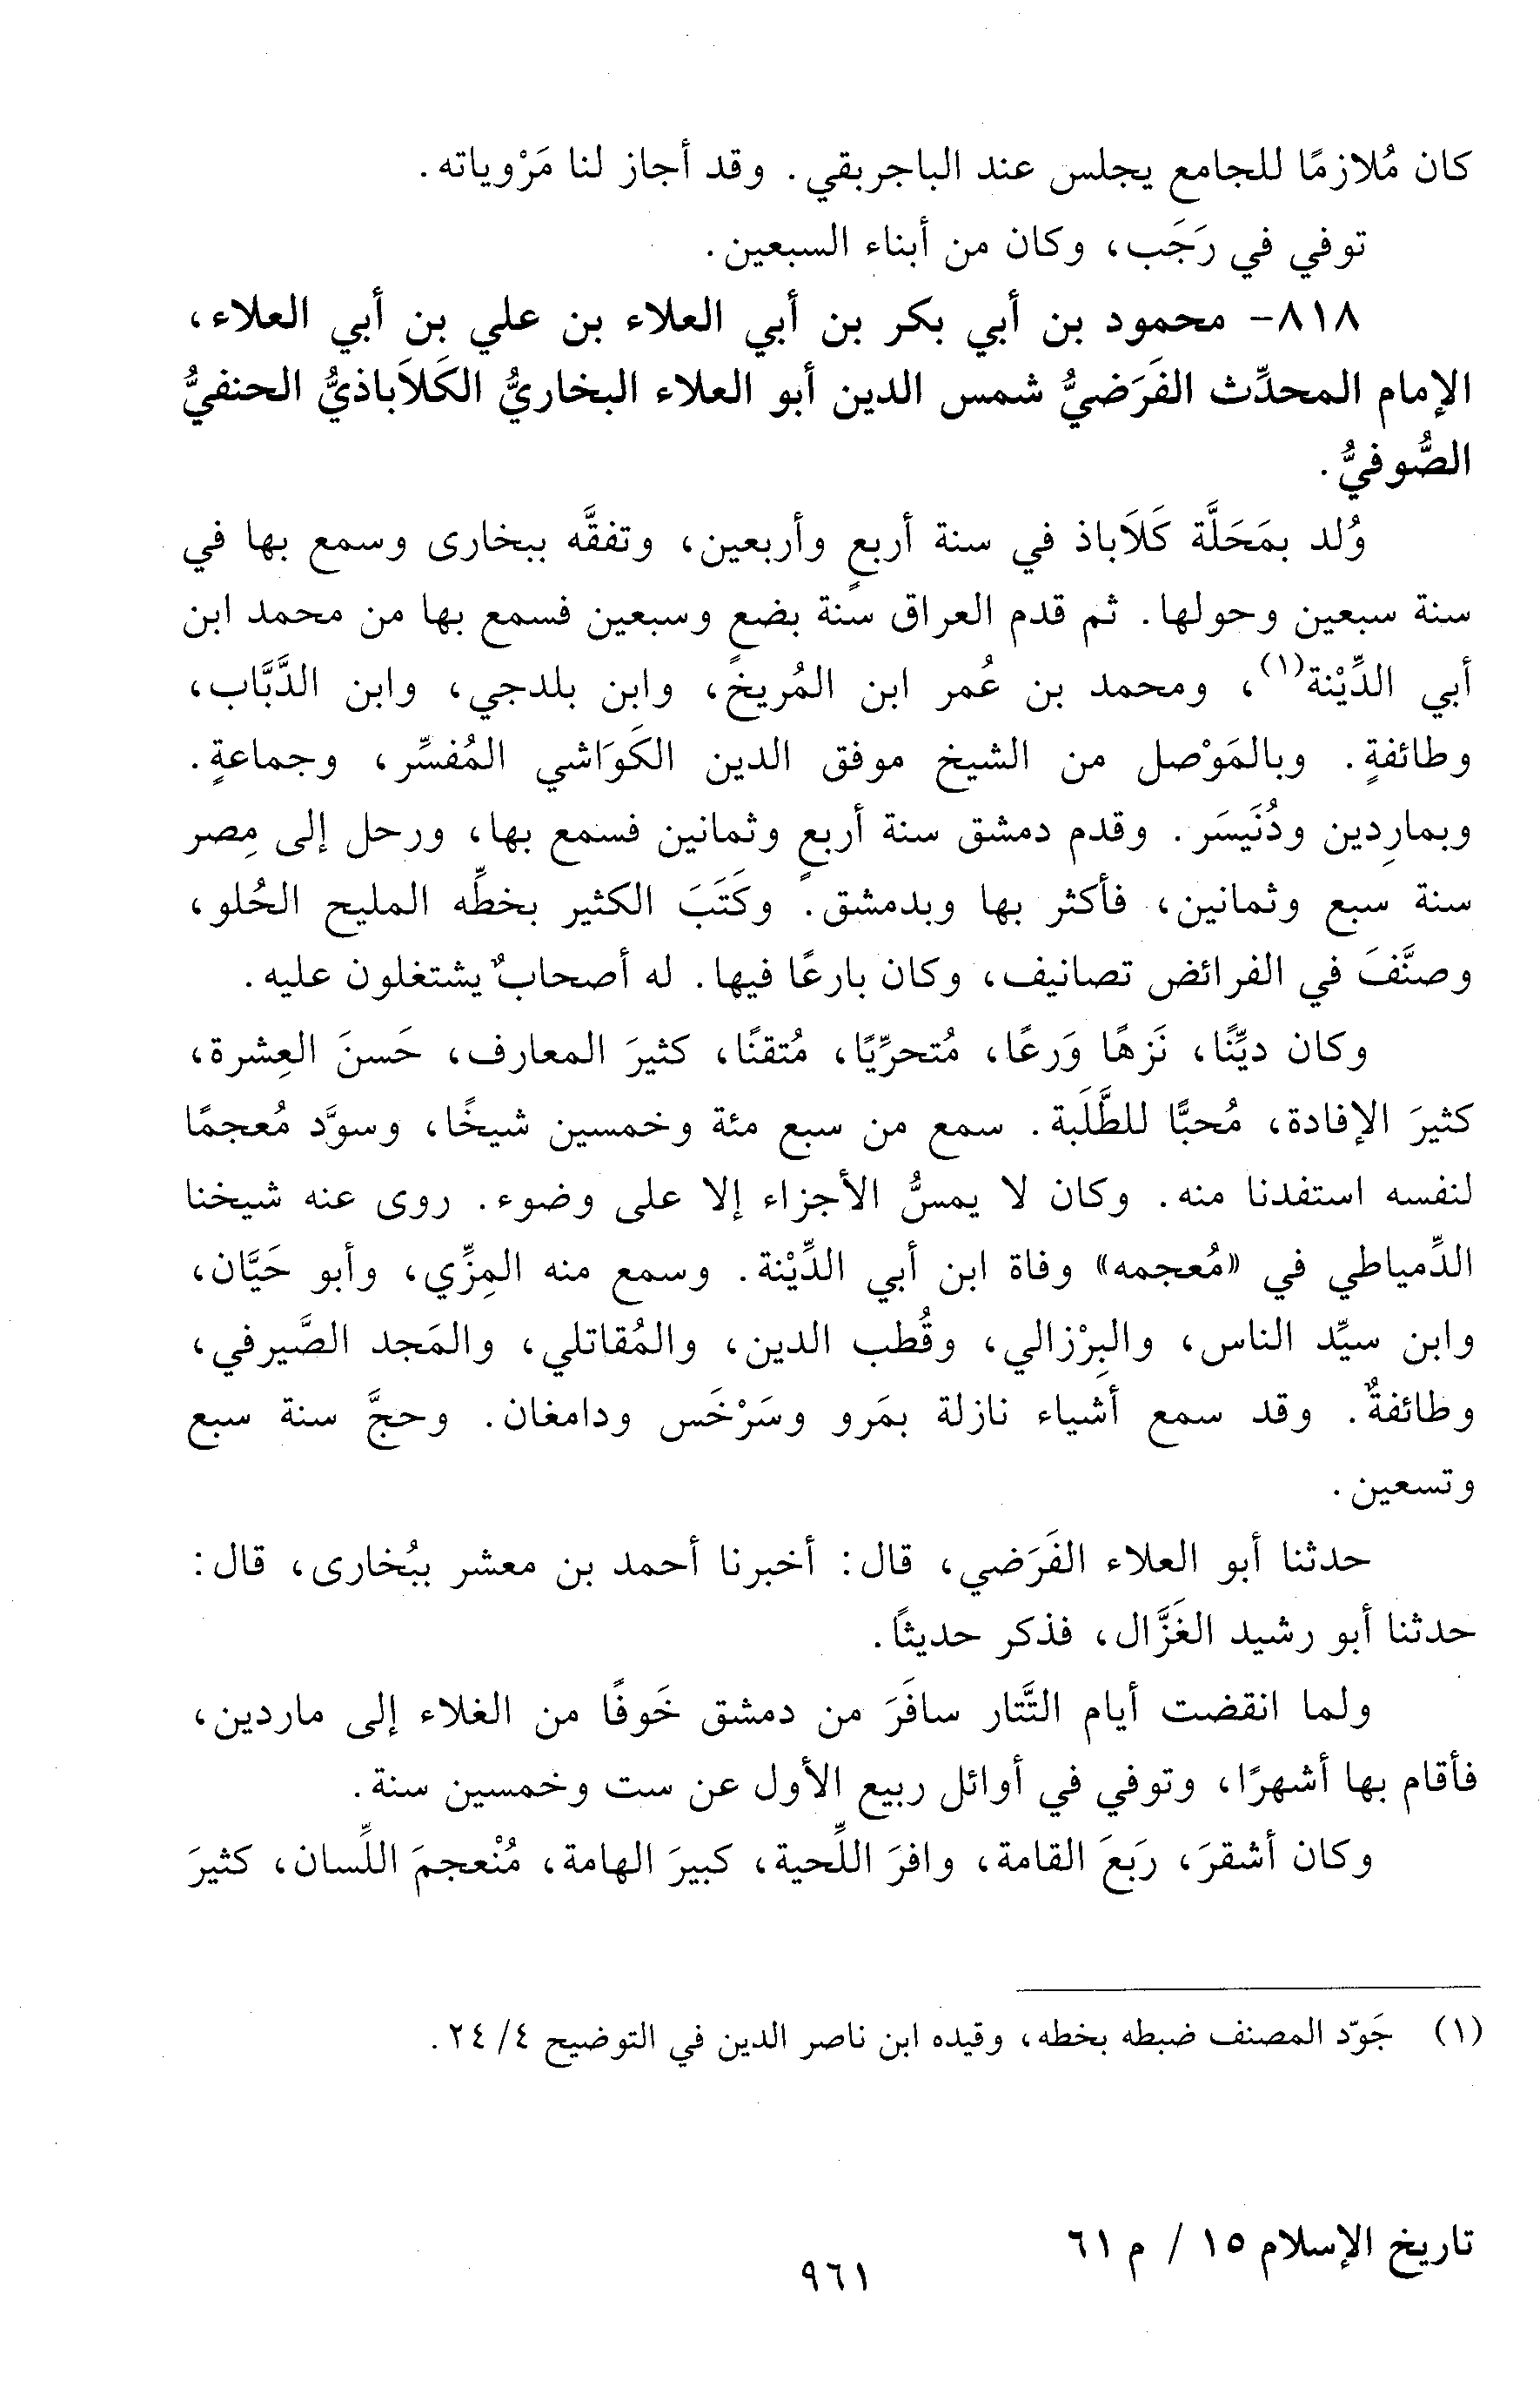 كان مُلازمًا للجامع يجلس عند الباجربقي. وقد أجاز لنا مَرْوياته.
توفي في رَجَب، وكان من أبناء السبعين.
٨١٨- محمود بن أبي بكر بن أبي العلاء بن علي بن أبي العلاء،
الإمام المحدِّث الفَرَضيُّ شمس الدين أبو العلاء البخاريُّ الكَلاَباذيُّ الحنفيُّ
الصُّوفيُّ.
وُلد بمَحَلَّة كَلاَباذ في سنة أربعٍ وأربعين، وتفقَّه ببخارى وسمع بها في
سنة سبعين وحولها. ثم قدم العراق سنة بضعٍ وسبعين فسمع بها من محمد ابن
أبي الدِّيْنة(١)، ومحمد بن عُمر ابن المُريخ، وابن بلدجي، وابن الدَّبَّاب،
وطائفةٍ. وبالمَوْصل من الشيخ موفق الدين الكَوَاشي المُفسِّر، وجماعةٍ.
وبمارِدين ودُنَيسَر. وقدم دمشق سنة أربعٍ وثمانين فسمع بها، ورحل إلى مِصر
سنة سبع وثمانين، فأكثر بها وبدمشق. وكَتَبَ الكثير بخطِّه المليح الحُلو،
وصنَّفَ في الفرائض تصانيف، وكان بارعًا فيها. له أصحابٌ يشتغلون عليه.
وكان ديِّنًا، نَزهًا وَرعًا، مُتحرِّيًا، مُتقنًا، كثيرَ المعارف، حَسنَ العِشرة،
كثيرَ الإفادة، مُحبًّا للطَّلَبة. سمع من سبع مئة وخمسين شيخًا، وسوَّد مُعجمًا
لنفسه استفدنا منه. وكان لا يمسُّ الأجزاء إلا على وضوء. روى عنه شيخنا
الدِّمياطي في «مُعجمه» وفاة ابن أبي الدِّيْنة. وسمع منه المِزِّي، وأبو حَيَّان،
وابن سيِّد الناس، والبِرْزالي، وقُطب الدين، والمُقاتلي، والمَجد الصَّيرفي،
وطائفةٌ. وقد سمع أشياء نازلة بمَرو وسَرْخَس ودامغان. وحجَّ سنة سبع
وتسعين.
حدثنا أبو العلاء الفَرَضي، قال: أخبرنا أحمد بن معشر ببُخارى، قال:
حدثنا أبو رشيد الغَزَّال، فذكر حديثًا.
ولما انقضت أيام التَّتار سافَرَ من دمشق خَوفًا من الغلاء إلى ماردين،
فأقام بها أشهرًا، وتوفي في أوائل ربيع الأول عن ست وخمسين سنة.
وكان أشقرَ، رَبَعَ القامة، وافرَ اللِّحية، كبيرَ الهامة، مُنْعجمَ اللِّسان، كثيرَ
(١) جَوّد المصنف ضبطه بخطه، وقيده ابن ناصر الدين في التوضيح ٤/ ٢٤.
تاريخ الإسلام ١٥ / م ٦١
٩٦١